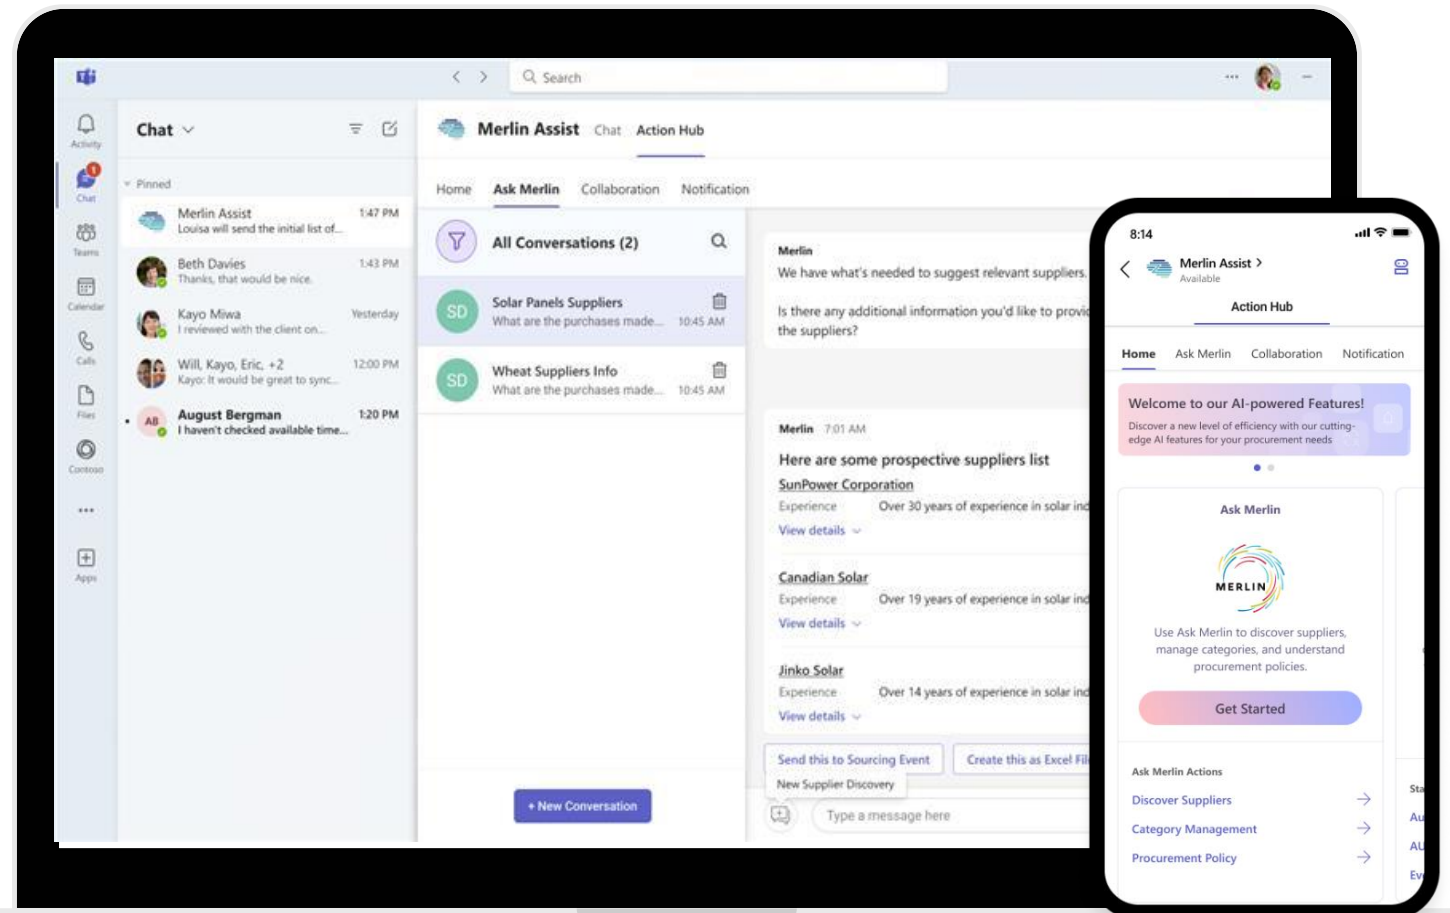 Search
Activity
Chat
Teams
Calendar
Calls
Files
Contoso
Apps
Chat
Pinned
Merlin Assist 1:47 PM
Louisa will send the initial list of...
Beth Davies 1:43 PM
Thanks, that would be nice.
Kayo Miwa Yesterday
I reviewed with the client on...
Will, Kayo, Eric, +2 12:00 PM
Kayo: It would be great to sync...
AB
August Bergman 1:20 PM
I haven't checked available time...
Merlin Assist Chat Action Hub
Home Ask Merlin Collaboration Notification
All Conversations (2)
SD
Solar Panels Suppliers
What are the purchases made... 10:45 AM
SD
Wheat Suppliers Info
What are the purchases made... 10:45 AM
+ New Conversation
Merlin
We have what's needed to suggest relevant suppliers.
Is there any additional information you'd like to provid
the suppliers?
Merlin 7:01 AM
Here are some prospective suppliers list
SunPower Corporation
Experience Over 30 years of experience in solar ind
View details
Canadian Solar
Experience Over 19 years of experience in solar ind
View details
Jinko Solar
Experience Over 14 years of experience in solar ind
View details
Send this to Sourcing Event Create this as Excel Fil
New Supplier Discovery
Type a message here
8:14
Merlin Assist >
Available
Action Hub
Home Ask Merlin Collaboration Notification
Welcome to our AI-powered Features!
Discover a new level of efficiency with our cutting-
edge AI features for your procurement needs
Ask Merlin
MERLIN
Use Ask Merlin to discover suppliers,
manage categories, and understand
procurement policies.
Get Started
Ask Merlin Actions
Discover Suppliers
Category Management
Procurement Policy
Sta
Au
AU
Ev